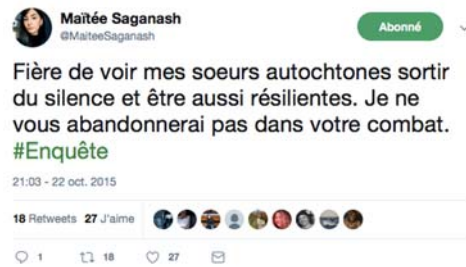 Maïtée Saganash
@MaiteeSaganash
Abonné
Fière de voir mes soeurs autochtones sortir
du silence et être aussi résilientes. Je ne
vous abandonnerai pas dans votre combat.
#Enquête
21:03 - 22 oct. 2015
18 Retweets 27 J'aime
1 18 27